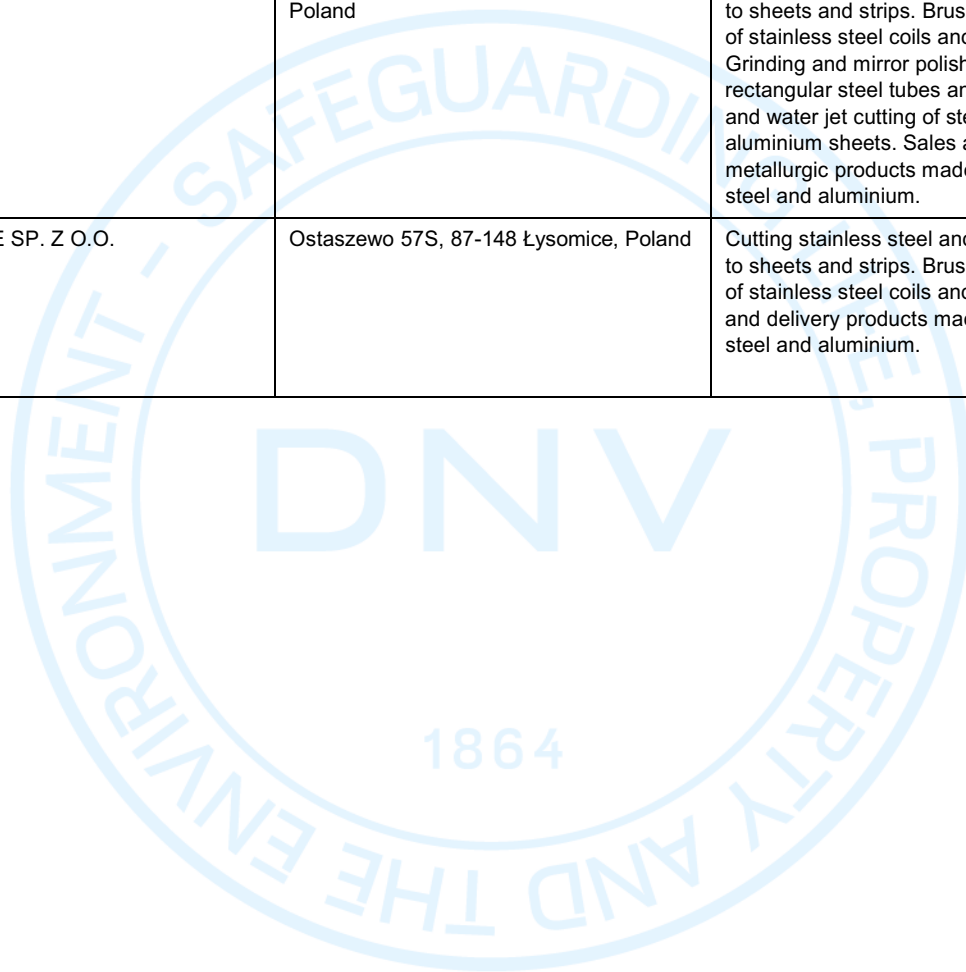 Poland
to sheets and strips. Brus
of stainless steel coils and
Grinding and mirror polish
rectangular steel tubes an
and water jet cutting of ste
aluminium sheets. Sales a
metallurgic products made
steel and aluminium.
E SP. Z O.O.
Ostaszewo 57S, 87-148 Łysomice, Poland
Cutting stainless steel and
to sheets and strips. Brus
of stainless steel coils and
and delivery products mad
steel and aluminium.
SAFEGUARDING LIFE, PROPERTY AND THE ENVIRONMENT -
DNV
1864